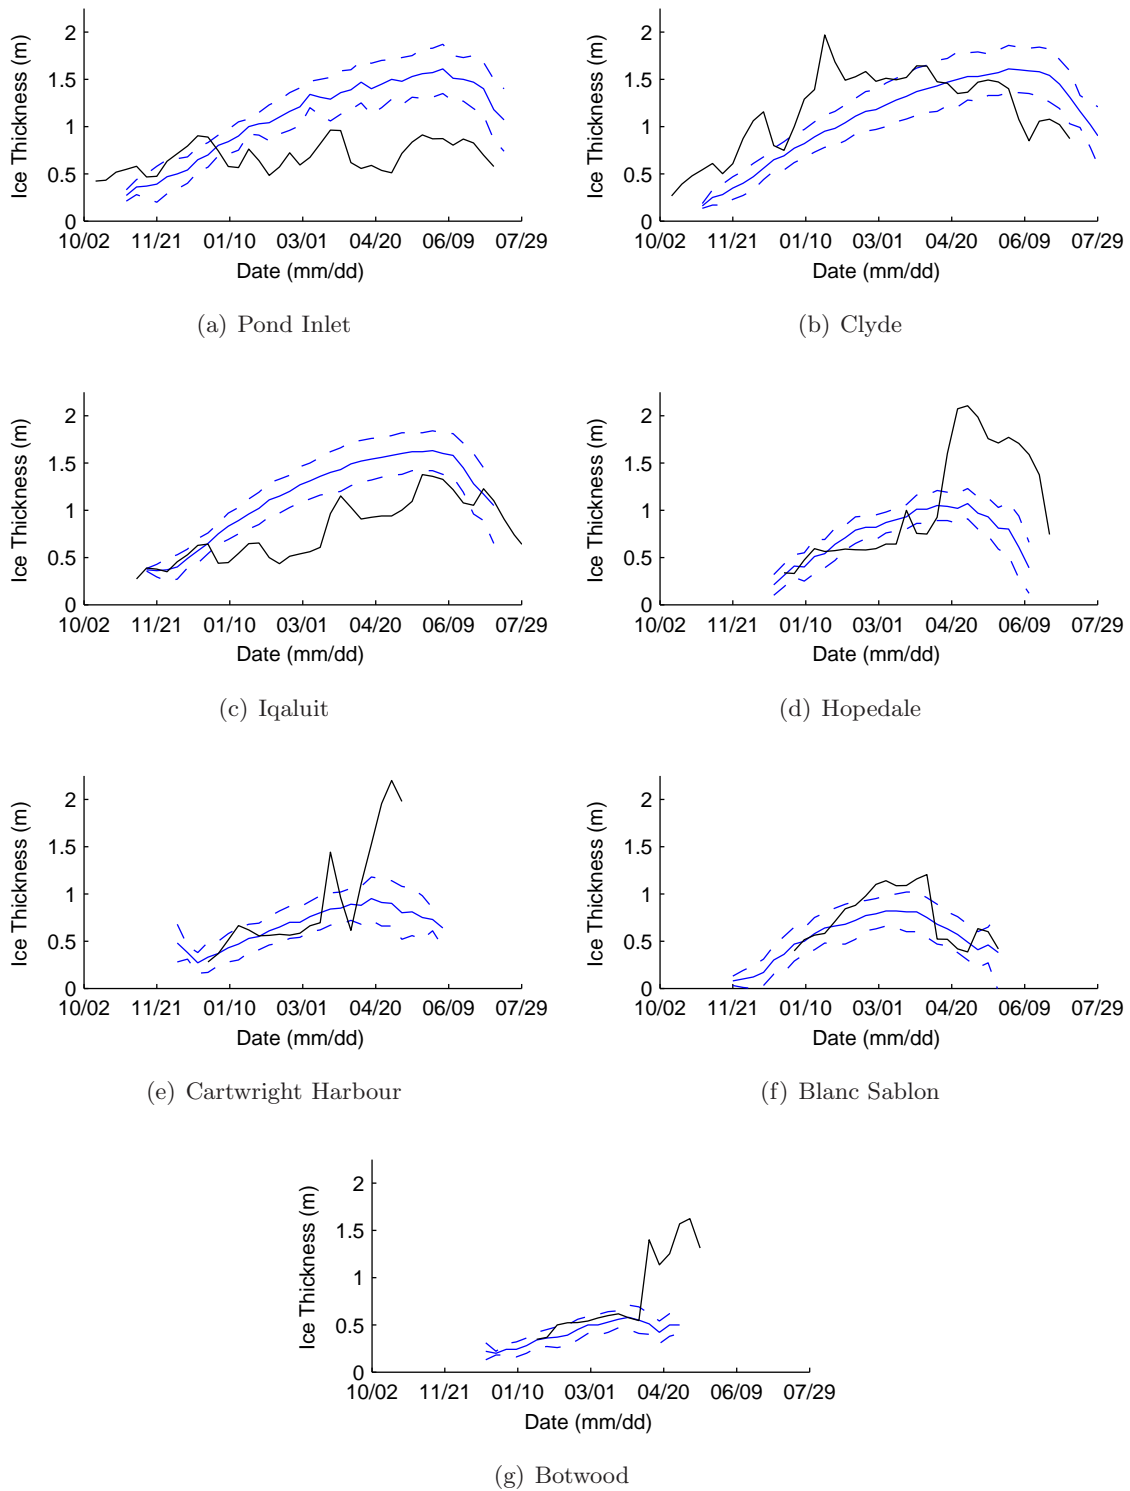 Ice Thickness (m)
2
1.5
1
0.5
0
10/02 11/21 01/10 03/01 04/20 06/09 07/29
Date (mm/dd)
(a) Pond Inlet
Ice Thickness (m)
2
1.5
1
0.5
0
10/02 11/21 01/10 03/01 04/20 06/09 07/29
Date (mm/dd)
(b) Clyde
Ice Thickness (m)
2
1.5
1
0.5
0
10/02 11/21 01/10 03/01 04/20 06/09 07/29
Date (mm/dd)
(c) Iqaluit
Ice Thickness (m)
2
1.5
1
0.5
0
10/02 11/21 01/10 03/01 04/20 06/09 07/29
Date (mm/dd)
(d) Hopedale
Ice Thickness (m)
2
1.5
1
0.5
0
10/02 11/21 01/10 03/01 04/20 06/09 07/29
Date (mm/dd)
(e) Cartwright Harbour
Ice Thickness (m)
2
1.5
1
0.5
0
10/02 11/21 01/10 03/01 04/20 06/09 07/29
Date (mm/dd)
(f) Blanc Sablon
Ice Thickness (m)
2
1.5
1
0.5
0
10/02 11/21 01/10 03/01 04/20 06/09 07/29
Date (mm/dd)
(g) Botwood